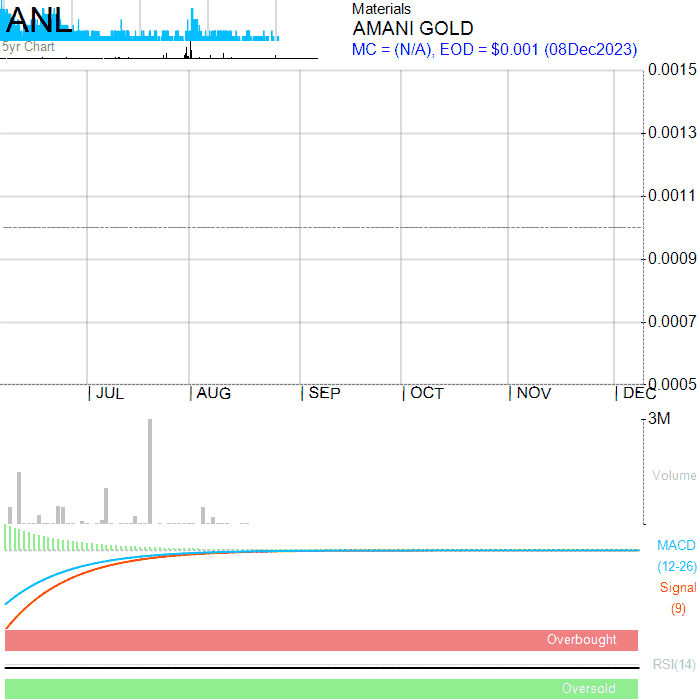 ANL
5yr Chart
Materials
AMANI GOLD
MC = (N/A), EOD = $0.001 (08Dec2023)
0.0015
0.0013
0.0011
0.0009
0.0007
0.0005
JUL AUG SEP OCT NOV DEC
3M
Volume
MACD
(12-26)
Signal
(9)
Overbought
RSI(14)
Oversold